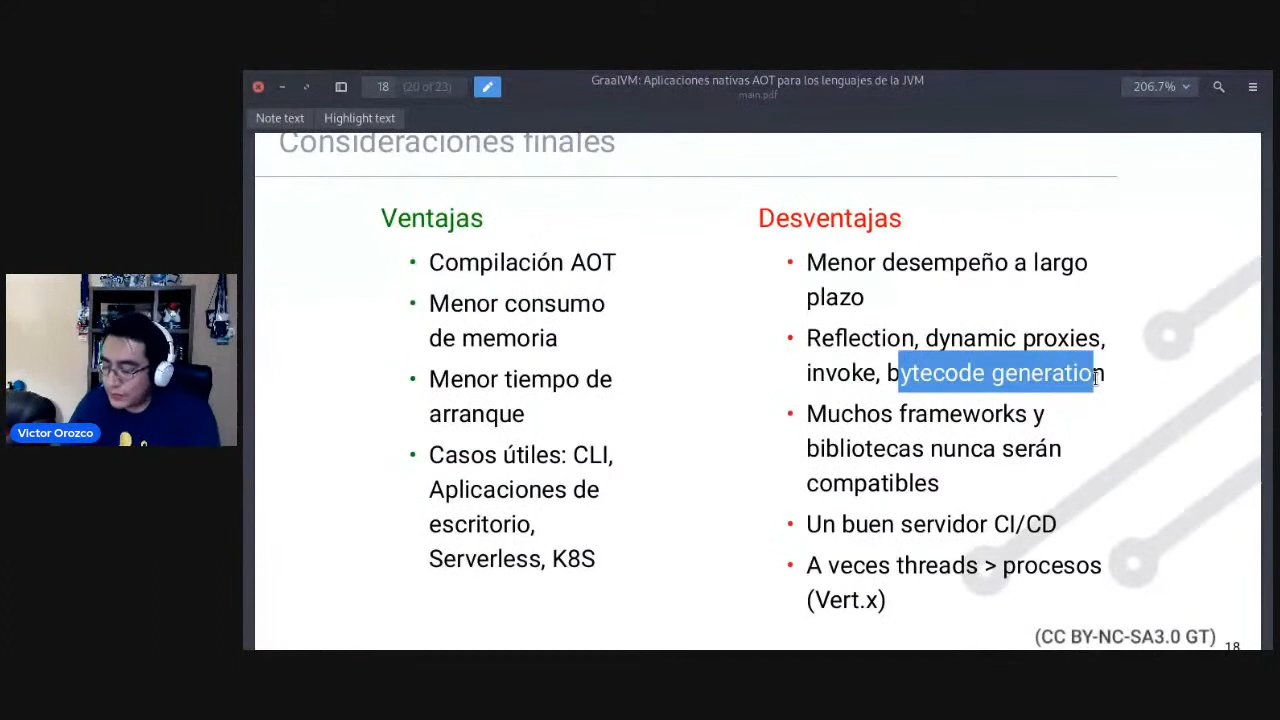 GraalVM: Aplicaciones nativas AOT para los lenguajes de la JVM
main.pdf
18 (20 of 23)
206.7%
Note text Highlight text
Consideraciones finales
Ventajas
• Compilación AOT
• Menor consumo
de memoria
• Menor tiempo de
arranque
• Casos útiles: CLI,
Aplicaciones de
escritorio,
Serverless, K8S
Desventajas
• Menor desempeño a largo
plazo
• Reflection, dynamic proxies,
invoke, bytecode generation
• Muchos frameworks y
bibliotecas nunca serán
compatibles
• Un buen servidor CI/CD
• A veces threads > procesos
(Vert.x)
(CC BY-NC-SA3.0 GT)
18
Victor Orozco